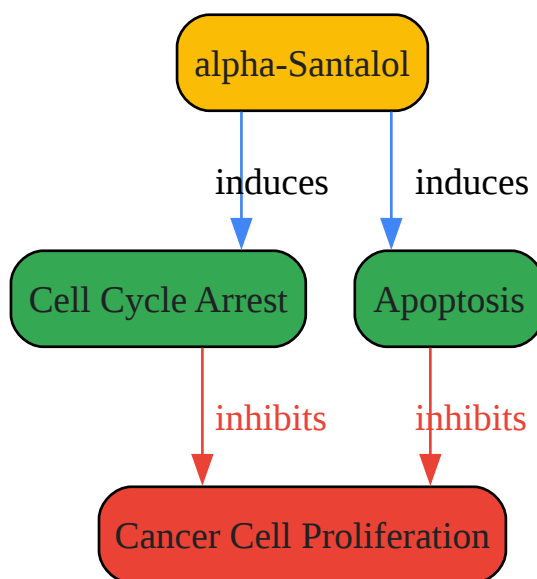 alpha-Santalol
induces
induces
Cell Cycle Arrest
Apoptosis
inhibits
inhibits
Cancer Cell Proliferation